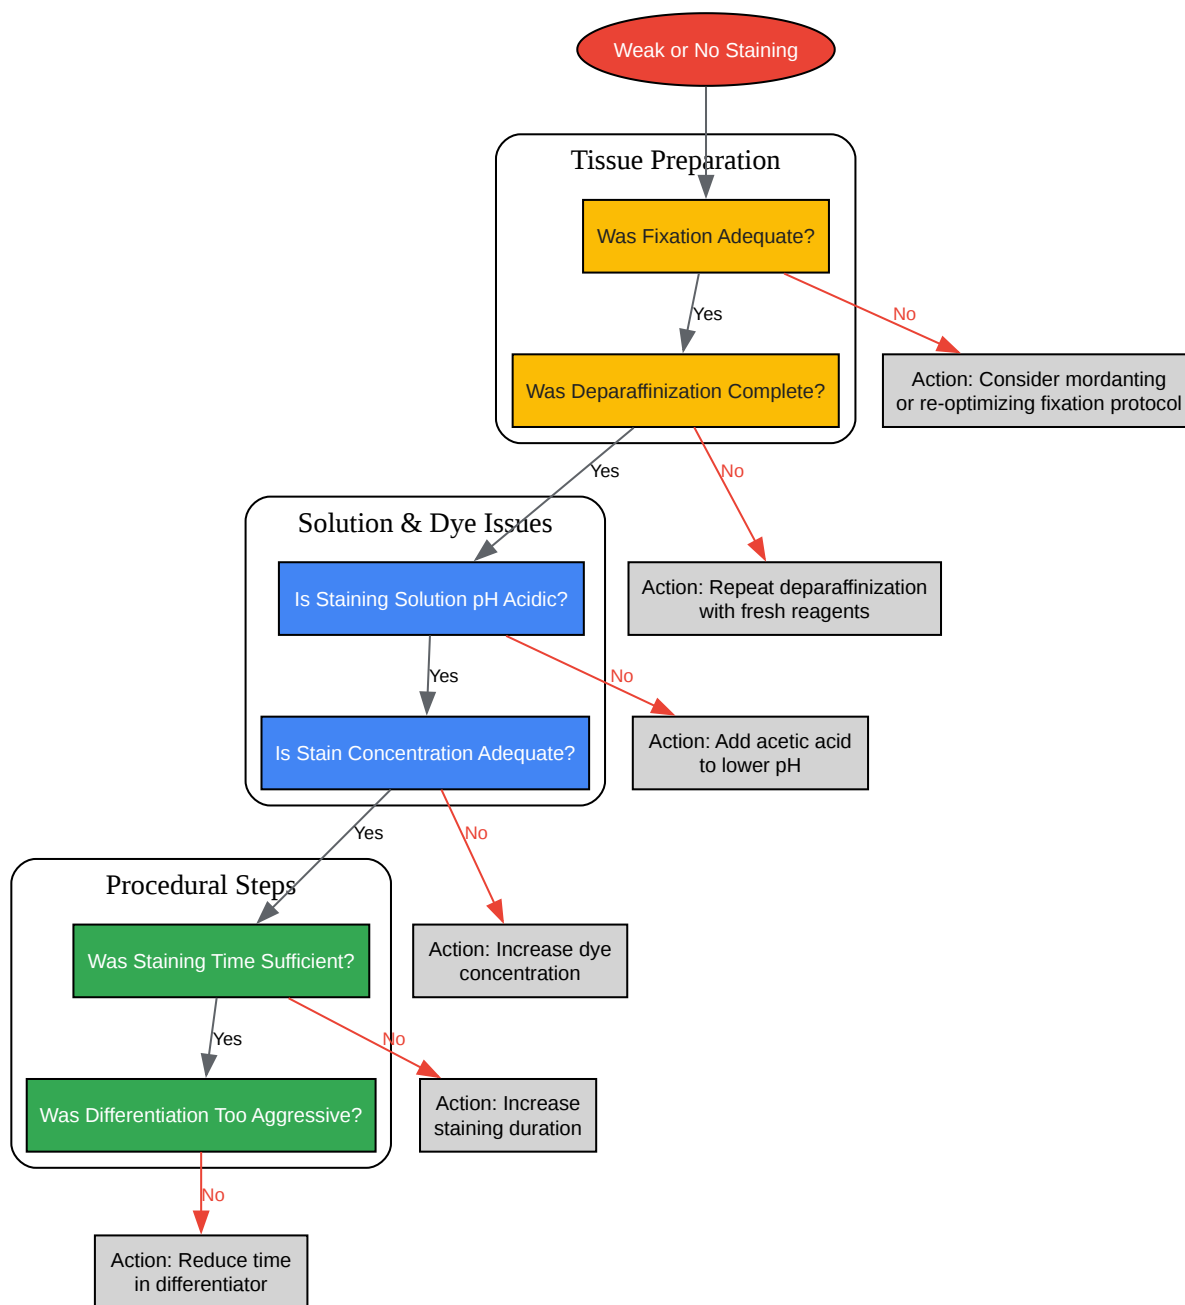 Weak or No Staining
Tissue Preparation
Was Fixation Adequate?
Yes
No
Was Deparaffinization Complete?
Action: Consider mordanting
or re-optimizing fixation protocol
Yes
No
Solution & Dye Issues
Is Staining Solution pH Acidic?
Action: Repeat deparaffinization
with fresh reagents
Yes
No
Is Stain Concentration Adequate?
Action: Add acetic acid
to lower pH
Yes
No
Procedural Steps
Was Staining Time Sufficient?
Action: Increase dye
concentration
Yes
No
Was Differentiation Too Aggressive?
Action: Increase
staining duration
No
Action: Reduce time
in differentiator